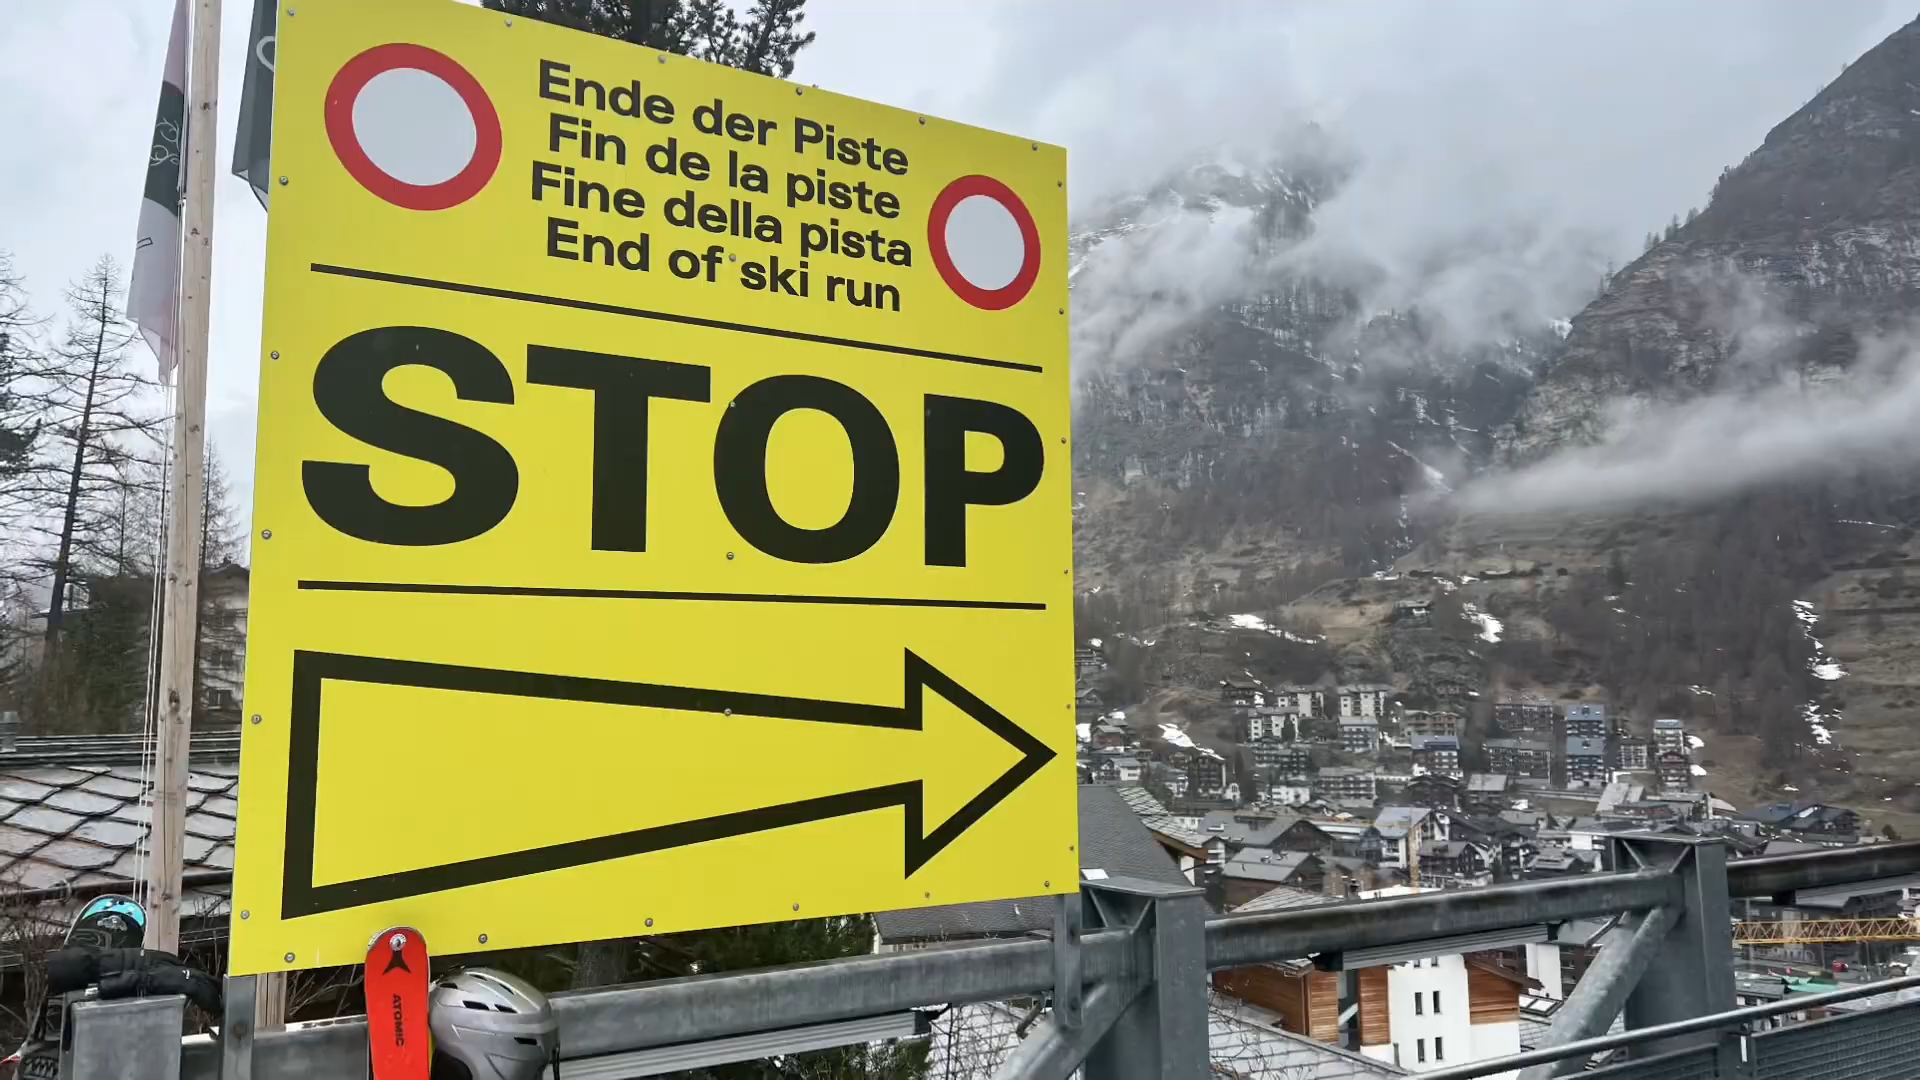 Ende der Piste
Fin de la piste
Fine della pista
End of ski run
STOP
ATOMIC